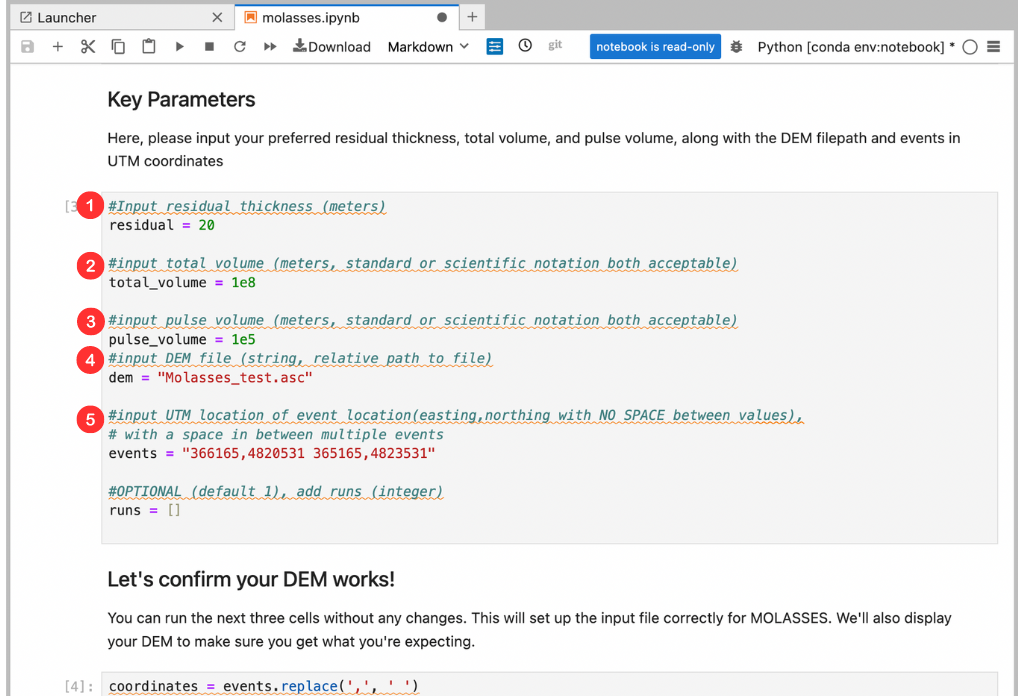 Launcher
molasses.ipynb
Download Markdown git notebook is read-only Python [conda env:notebook] *
Key Parameters
Here, please input your preferred residual thickness, total volume, and pulse volume, along with the DEM filepath and events in
UTM coordinates
[3
1 #Input residual thickness (meters)
residual = 20
2 #input total volume (meters, standard or scientific notation both acceptable)
total_volume = 1e8
3 #input pulse volume (meters, standard or scientific notation both acceptable)
pulse_volume = 1e5
4 #input DEM file (string, relative path to file)
dem = "Molasses_test.asc"
5 #input UTM location of event location(easting,northing with NO SPACE between values),
# with a space in between multiple events
events = "366165,4820531 365165,4823531"
#OPTIONAL (default 1), add runs (integer)
runs = []
Let's confirm your DEM works!
You can run the next three cells without any changes. This will set up the input file correctly for MOLASSES. We'll also display
your DEM to make sure you get what you're expecting.
[4]: coordinates = events.replace(',', ' ')